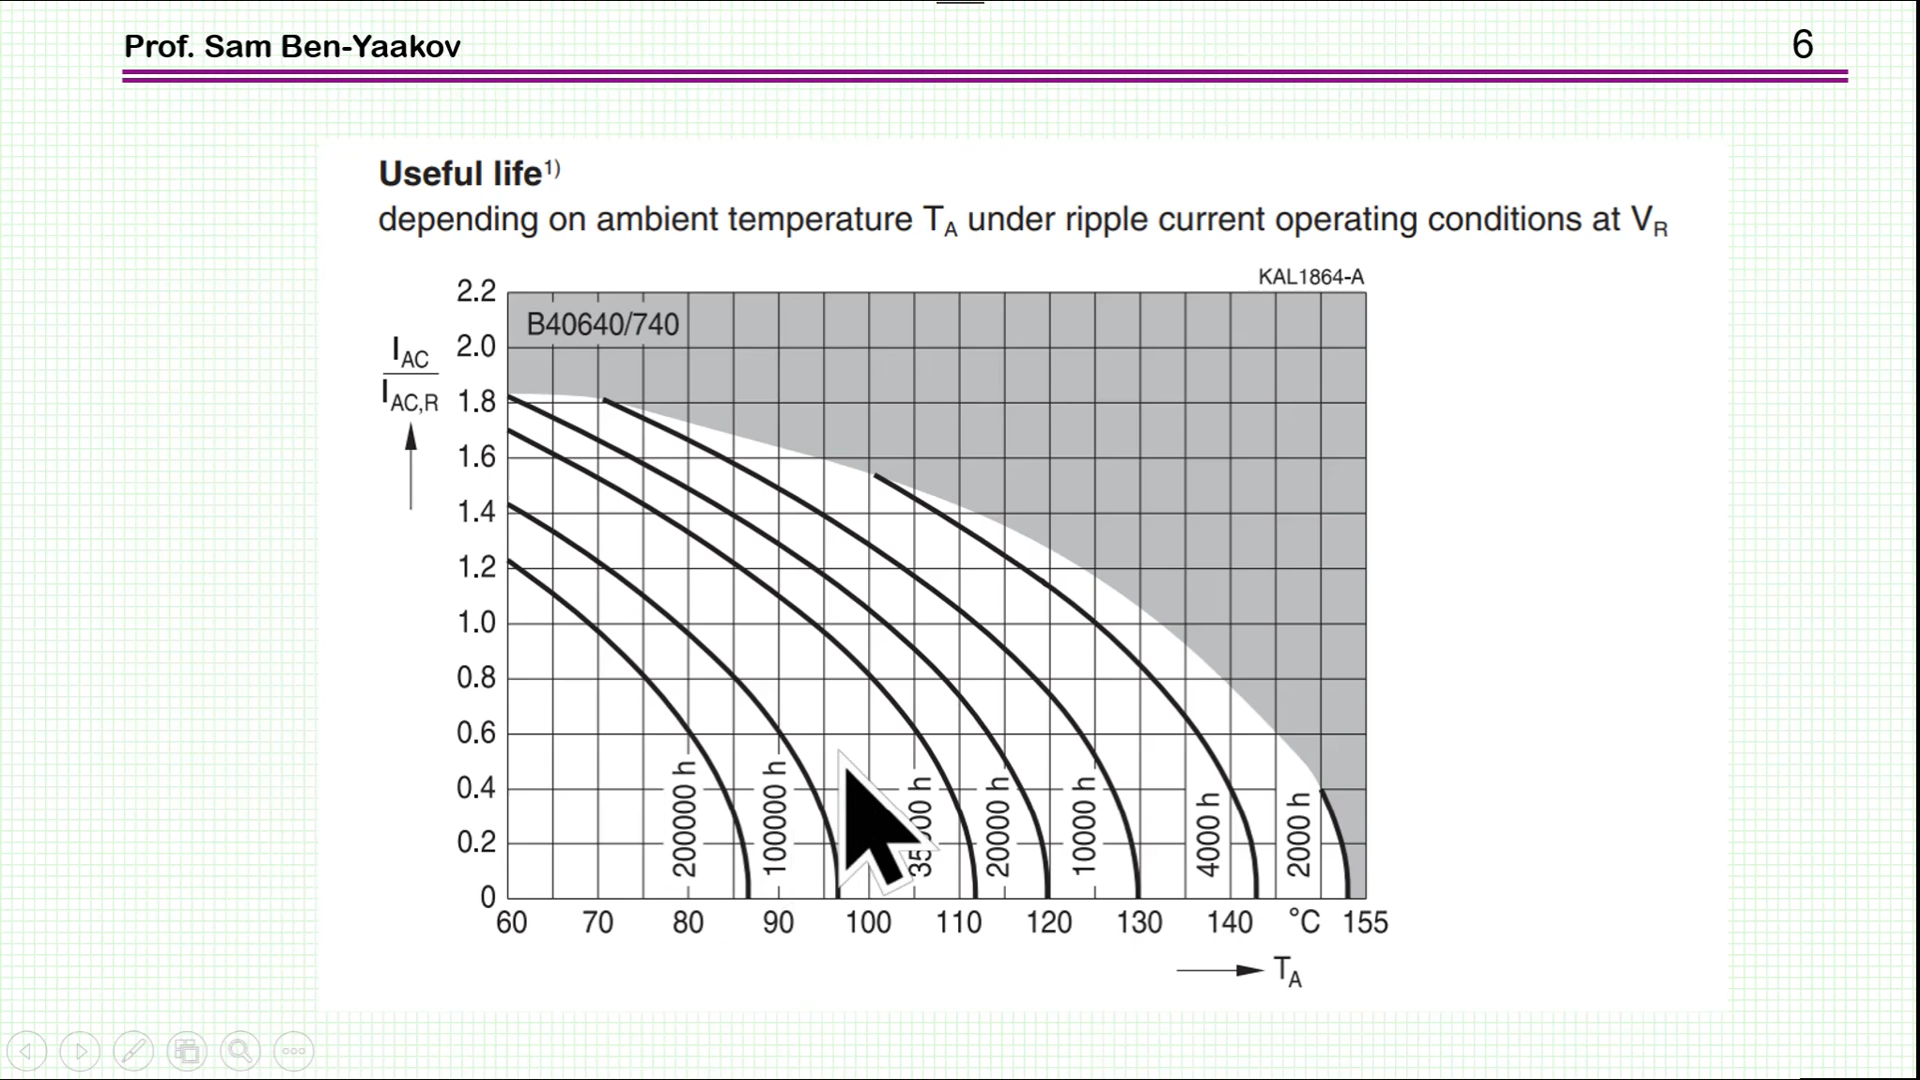 Prof. Sam Ben-Yaakov
6
Useful life1)
depending on ambient temperature TA under ripple current operating conditions at VR
KAL1864-A
B40640/740
IAC
IAC,R
2.2
2.0
1.8
1.6
1.4
1.2
1.0
0.8
0.6
0.4
0.2
0
200000 h
100000 h
20000 h
10000 h
4000 h
2000 h
60 70 80 90 100 110 120 130 140 °C 155
TA